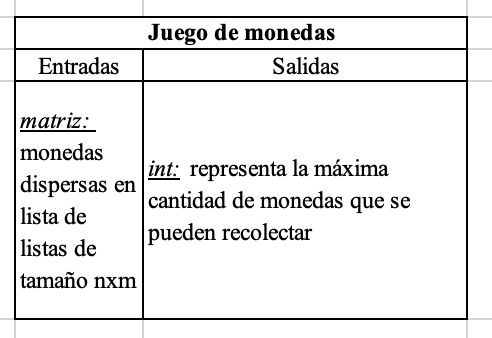 Juego de monedas
Entradas
Salidas
matriz:
monedas
dispersas en
lista de
listas de
tamaño nxm
int: representa la máxima
cantidad de monedas que se
pueden recolectar